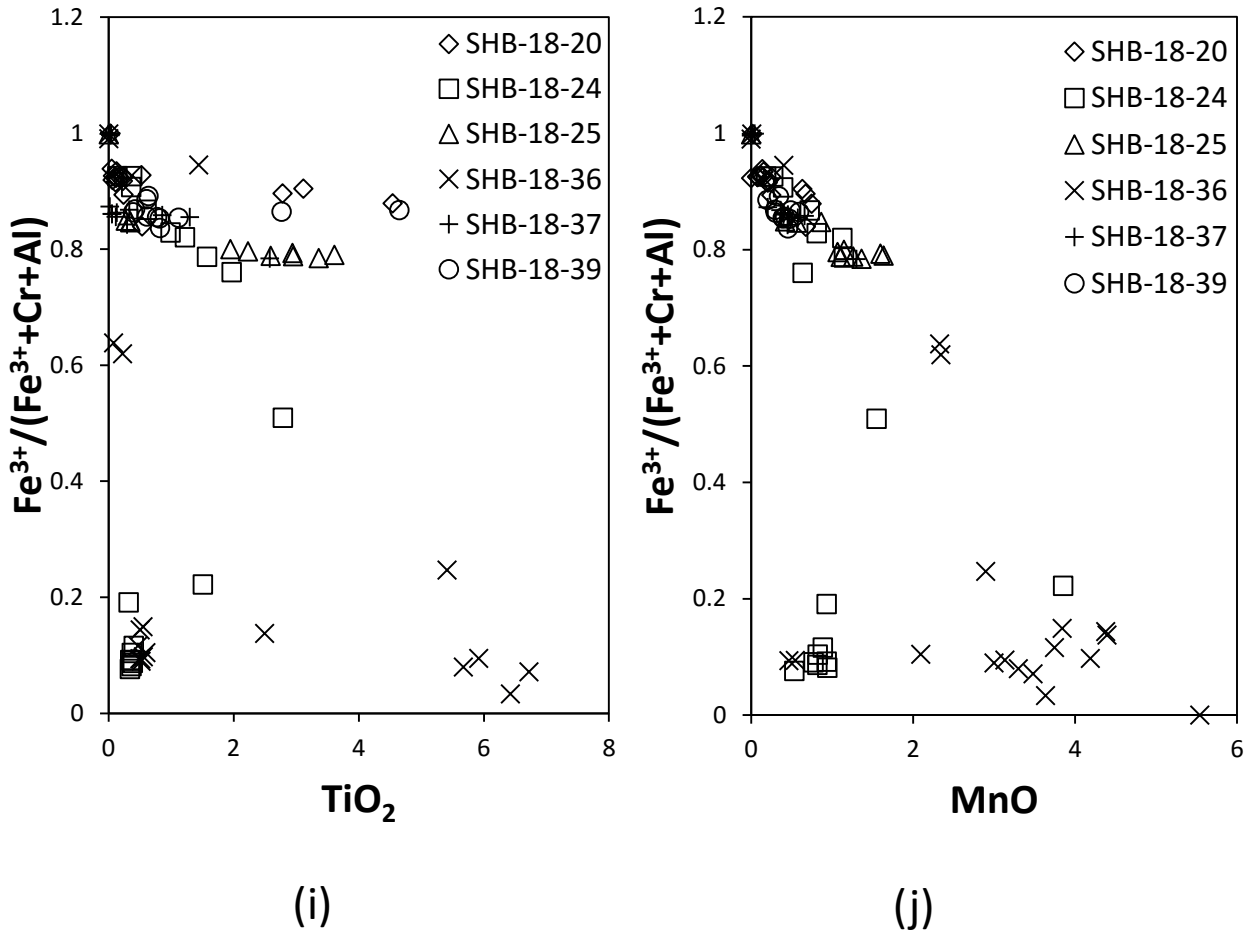 1.2
1
0.8
0.6
0.4
0.2
0
0 2 4 6 8
Fe³⁺/(Fe³⁺+Cr+Al)
TiO₂
SHB-18-20
SHB-18-24
SHB-18-25
SHB-18-36
SHB-18-37
SHB-18-39
(i)
1.2
1
0.8
0.6
0.4
0.2
0
0 2 4 6
Fe³⁺/(Fe³⁺+Cr+Al)
MnO
SHB-18-20
SHB-18-24
SHB-18-25
SHB-18-36
SHB-18-37
SHB-18-39
(j)